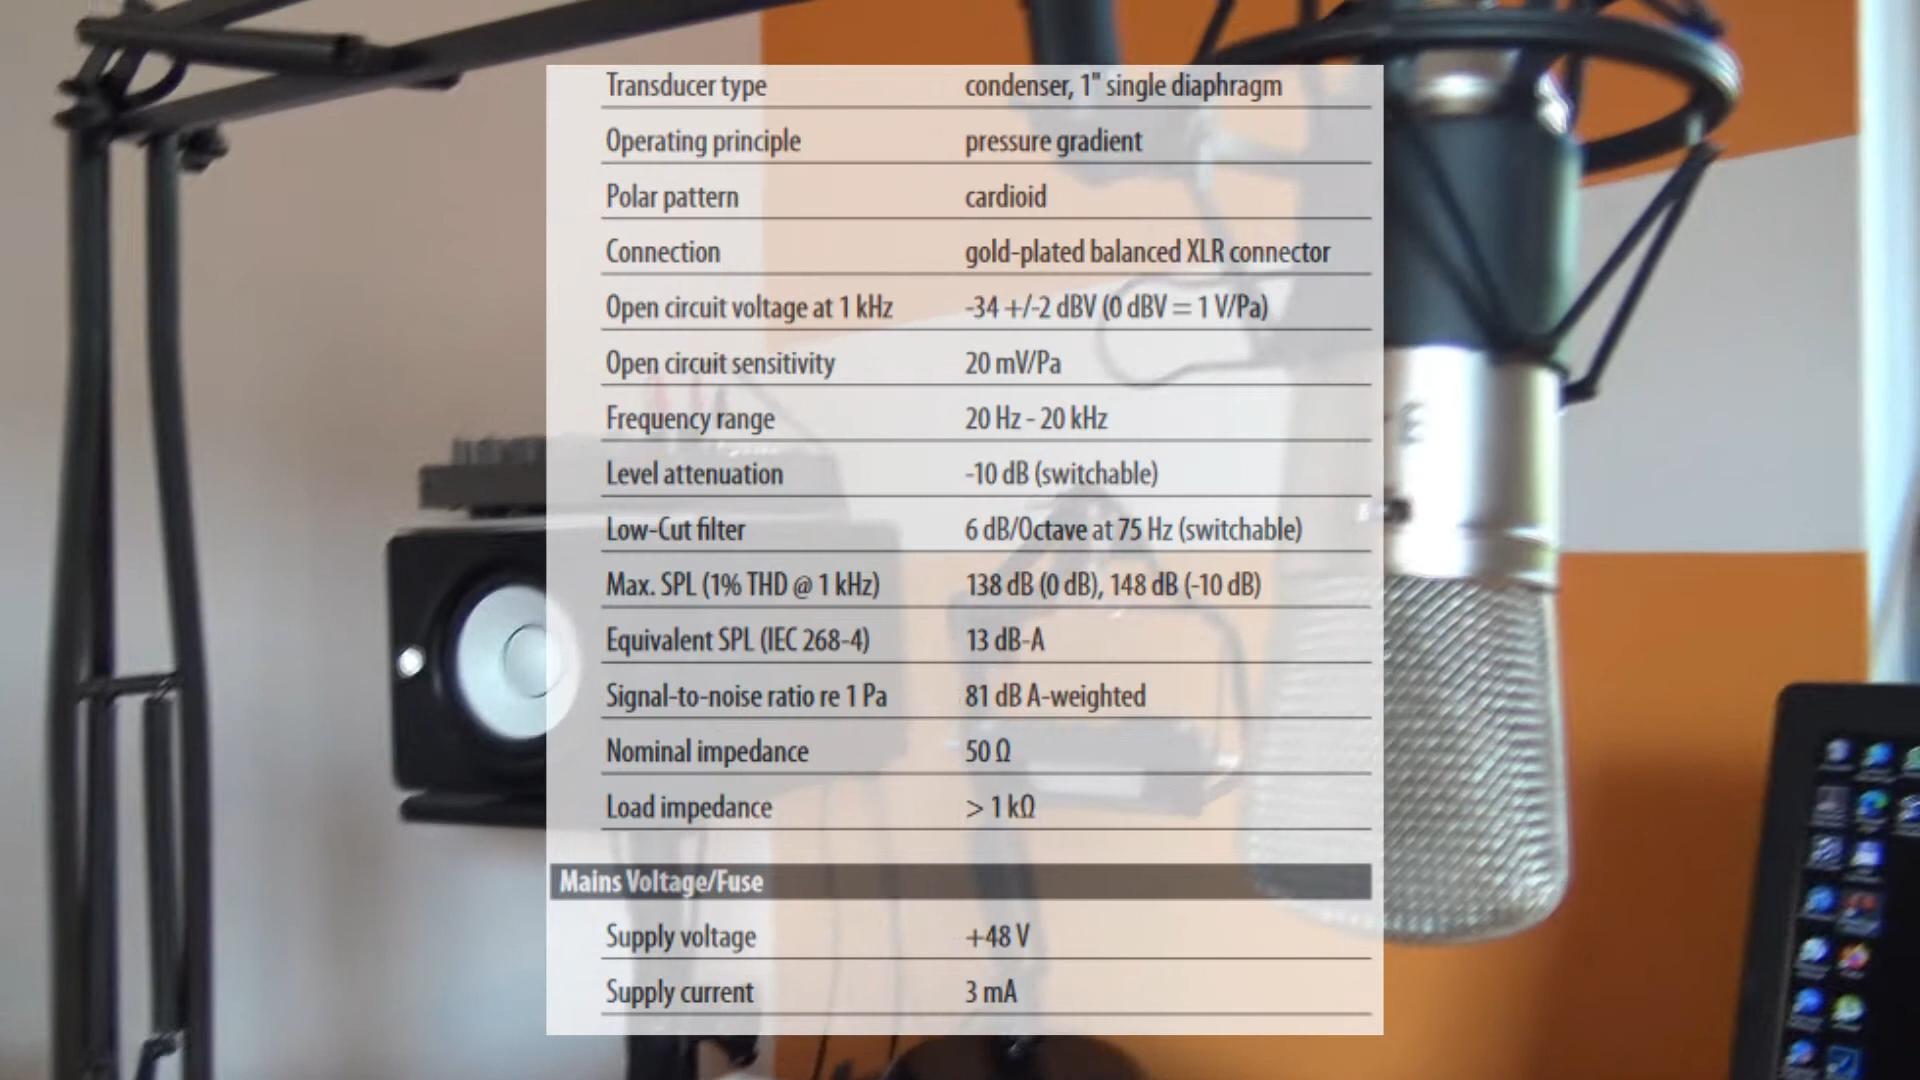 Transducer type condenser, 1" single diaphragm
Operating principle pressure gradient
Polar pattern cardioid
Connection gold-plated balanced XLR connector
Open circuit voltage at 1 kHz -34 +/-2 dBV (0 dBV = 1 V/Pa)
Open circuit sensitivity 20 mV/Pa
Frequency range 20 Hz - 20 kHz
Level attenuation -10 dB (switchable)
Low-Cut filter 6 dB/Octave at 75 Hz (switchable)
Max. SPL (1% THD @ 1 kHz) 138 dB (0 dB), 148 dB (-10 dB)
Equivalent SPL (IEC 268-4) 13 dB-A
Signal-to-noise ratio re 1 Pa 81 dB A-weighted
Nominal impedance 50 Ω
Load impedance > 1 kΩ
Mains Voltage/Fuse
Supply voltage +48 V
Supply current 3 mA